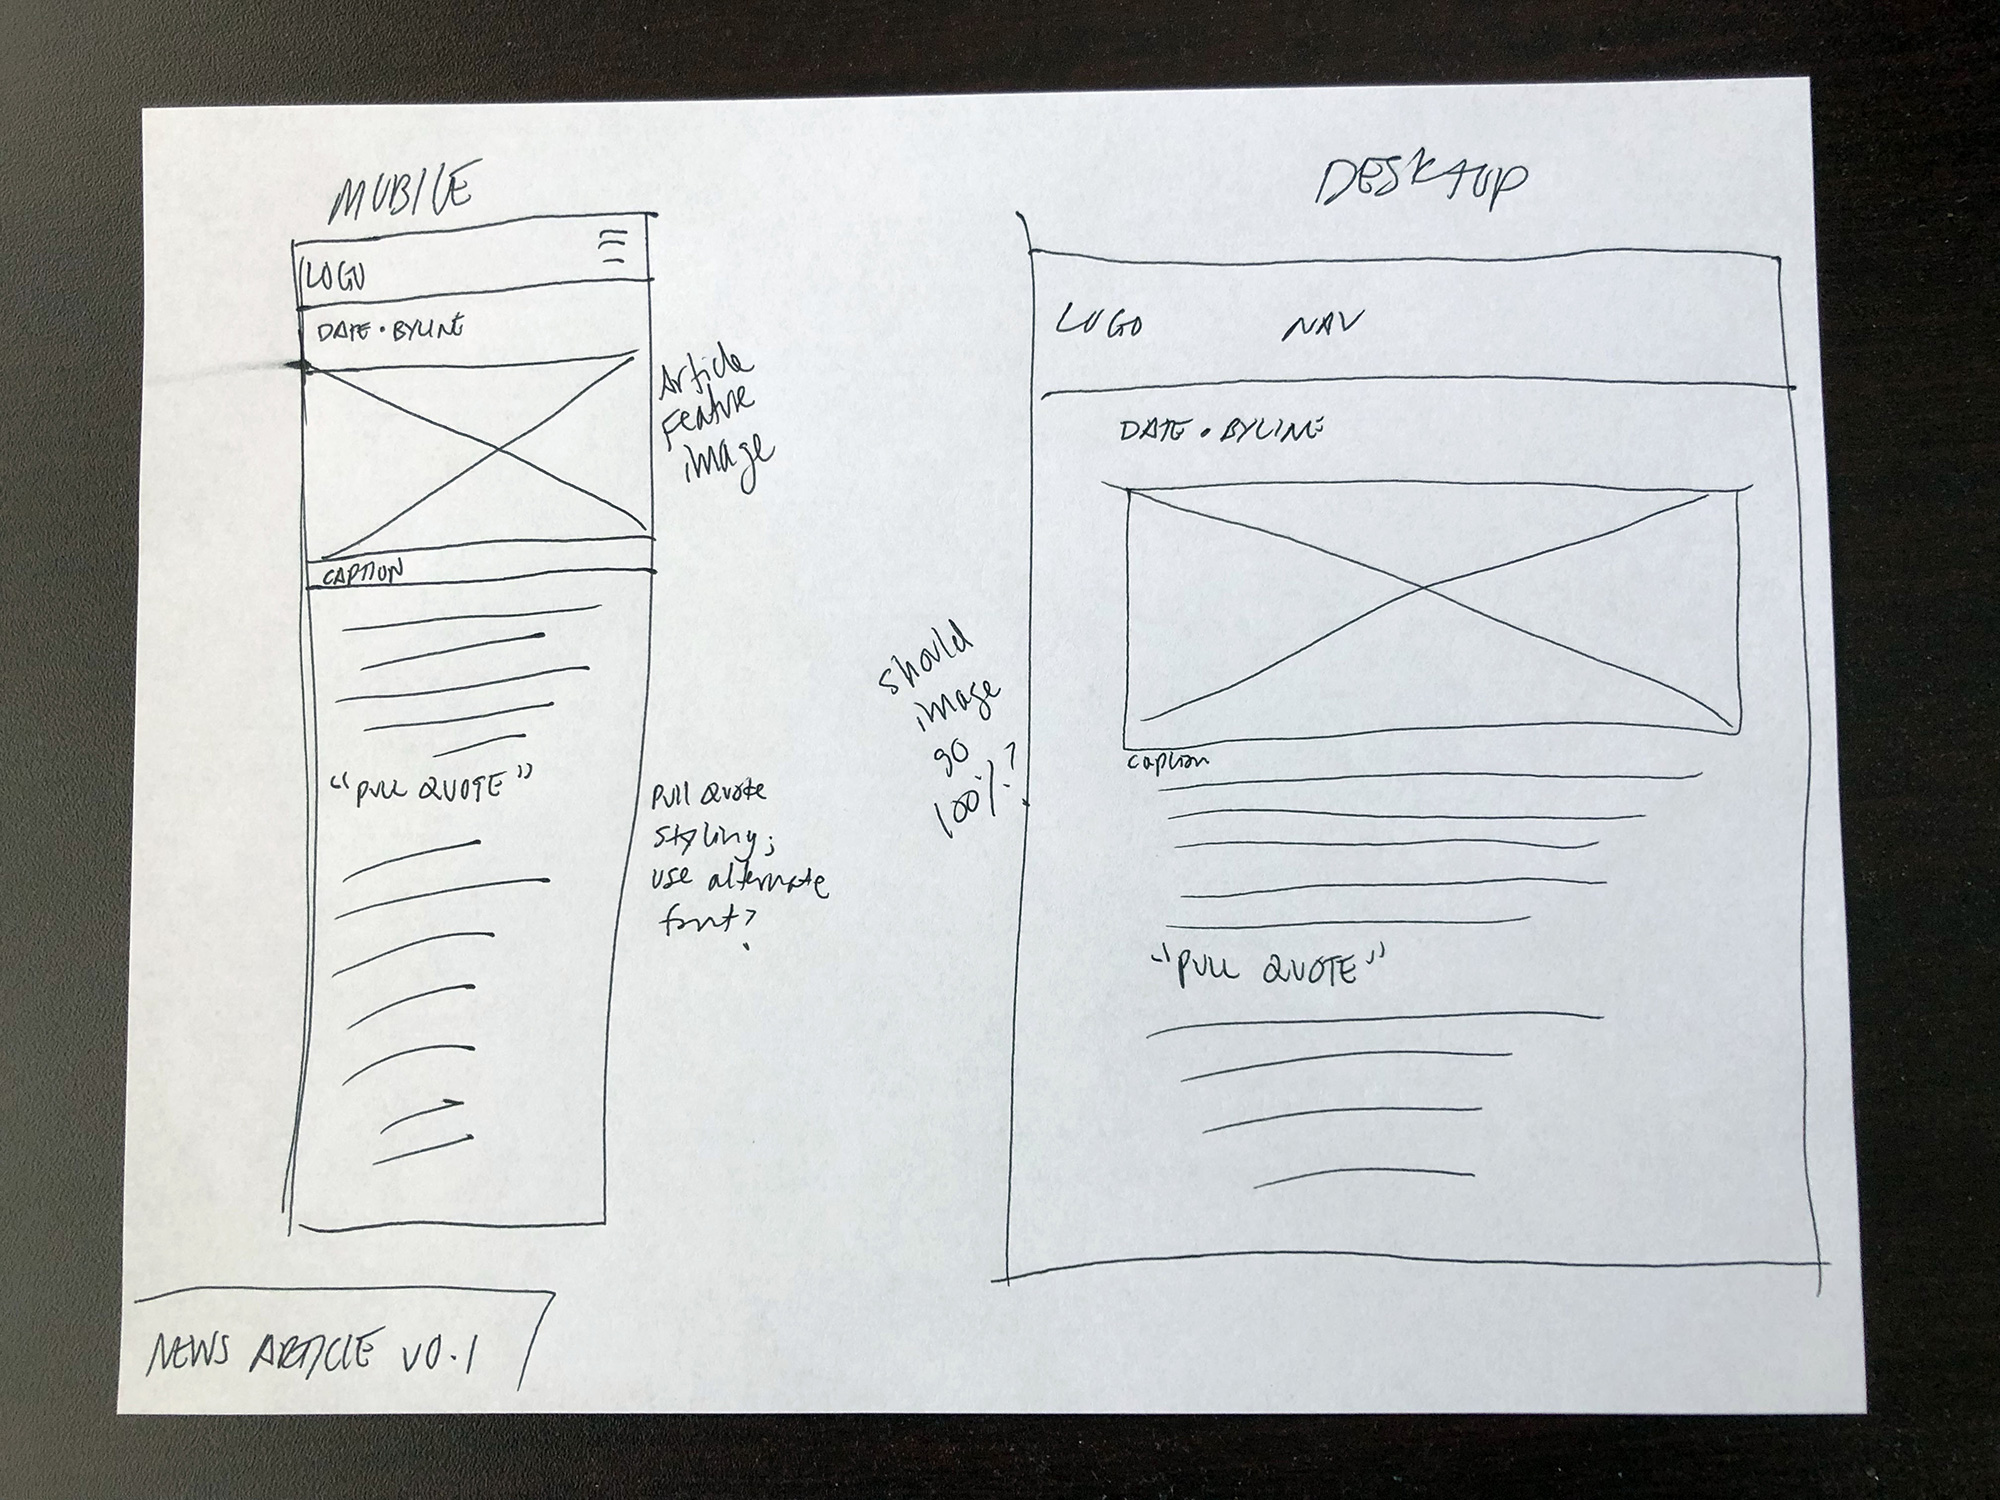 MOBILE
LOGO
DATE • BYLINE
Article
Feature
image
CAPTION
"PULL QUOTE"
Pull Quote
styling;
use alternate
font?
DESKTOP
LOGO NAV
DATE • BYLINE
should
image
go
100%?
Caption
"PULL QUOTE"
NEWS ARTICLE v0.1